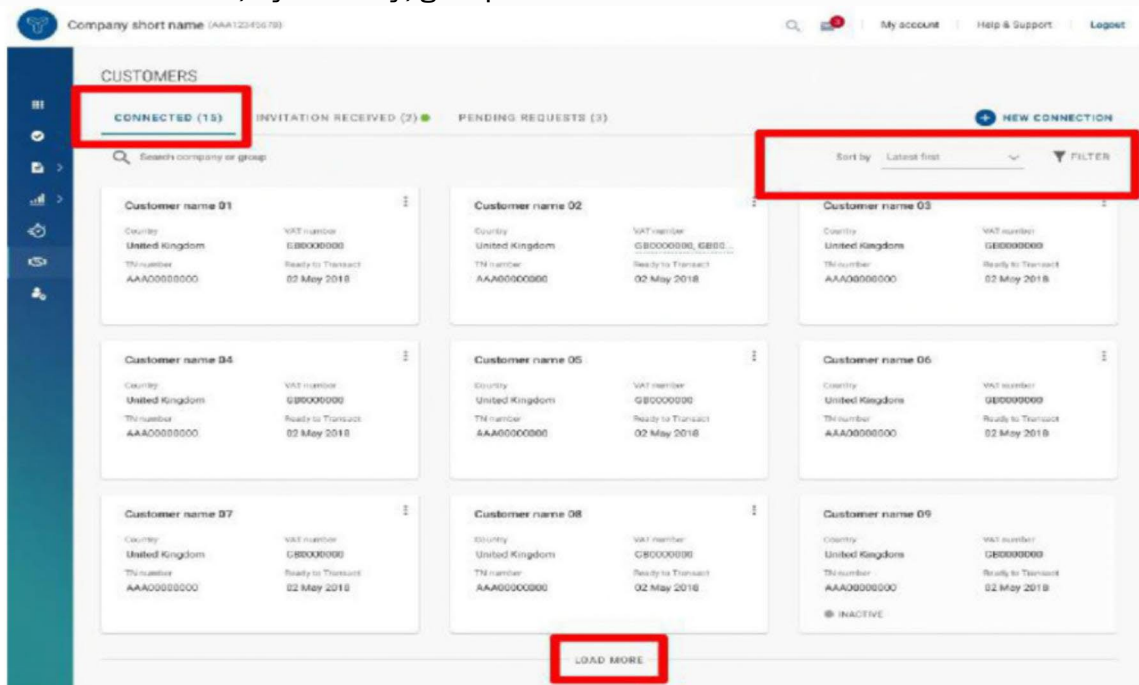 Company short name (AAA12345678) 3 My account Help & Support Logout
CUSTOMERS
CONNECTED (15) INVITATION RECEIVED (2) PENDING REQUESTS (3) NEW CONNECTION
Search company or group Sort by Latest first FILTER
Customer name 01 Customer name 02 Customer name 03
Country VAT number Country VAT number Country VAT number
United Kingdom GB0000000 United Kingdom GB0000000, GB00... United Kingdom GB0000000
TN number Ready to Transact TN number Ready to Transact TN number Ready to Transact
AAA00000000 02 May 2018 AAA00000000 02 May 2018 AAA00000000 02 May 2018
Customer name 04 Customer name 05 Customer name 06
Country VAT number Country VAT number Country VAT number
United Kingdom GB0000000 United Kingdom GB0000000 United Kingdom GB0000000
TN number Ready to Transact TN number Ready to Transact TN number Ready to Transact
AAA00000000 02 May 2018 AAA00000000 02 May 2018 AAA00000000 02 May 2018
Customer name 07 Customer name 08 Customer name 09
Country VAT number Country VAT number Country VAT number
United Kingdom GB0000000 United Kingdom GB0000000 United Kingdom GB0000000
TN number Ready to Transact TN number Ready to Transact TN number Ready to Transact
AAA00000000 02 May 2018 AAA00000000 02 May 2018 AAA00000000 02 May 2018
INACTIVE
LOAD MORE